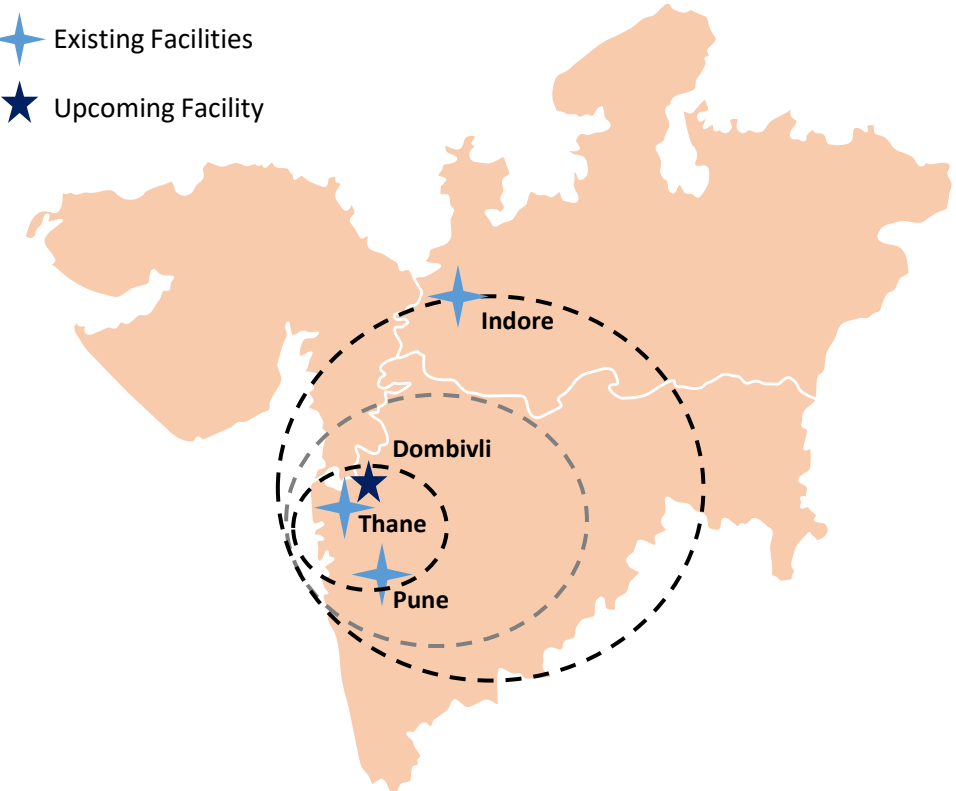 Existing Facilities
Upcoming Facility
Indore
Dombivli
Thane
Pune